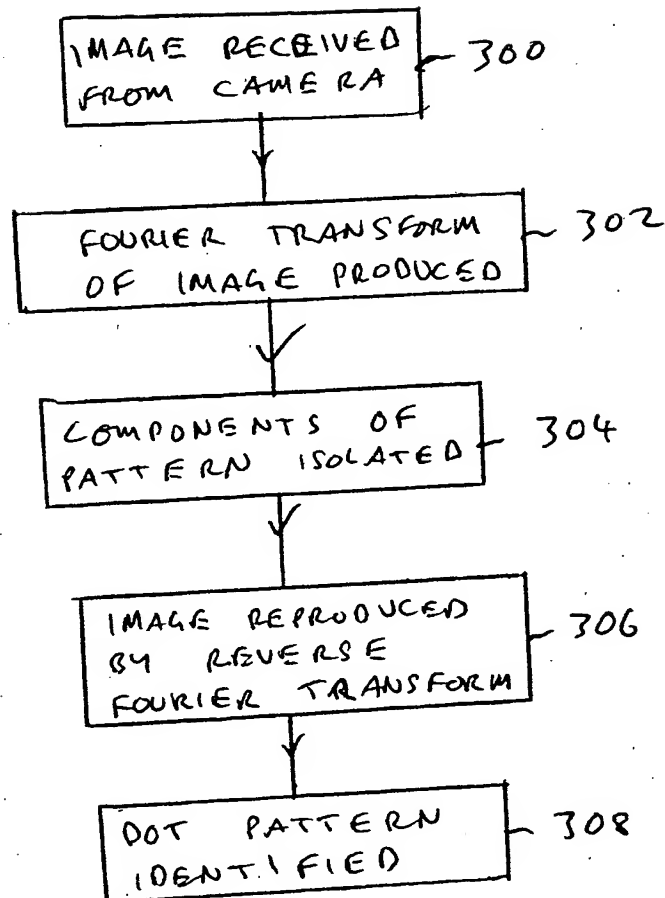 IMAGE RECEIVED
FROM CAMERA
300
FOURIER TRANSFORM
OF IMAGE PRODUCED
302
COMPONENTS OF
PATTERN ISOLATED
304
IMAGE REPRODUCED
BY REVERSE
FOURIER TRANSFORM
306
DOT PATTERN
IDENTIFIED
308